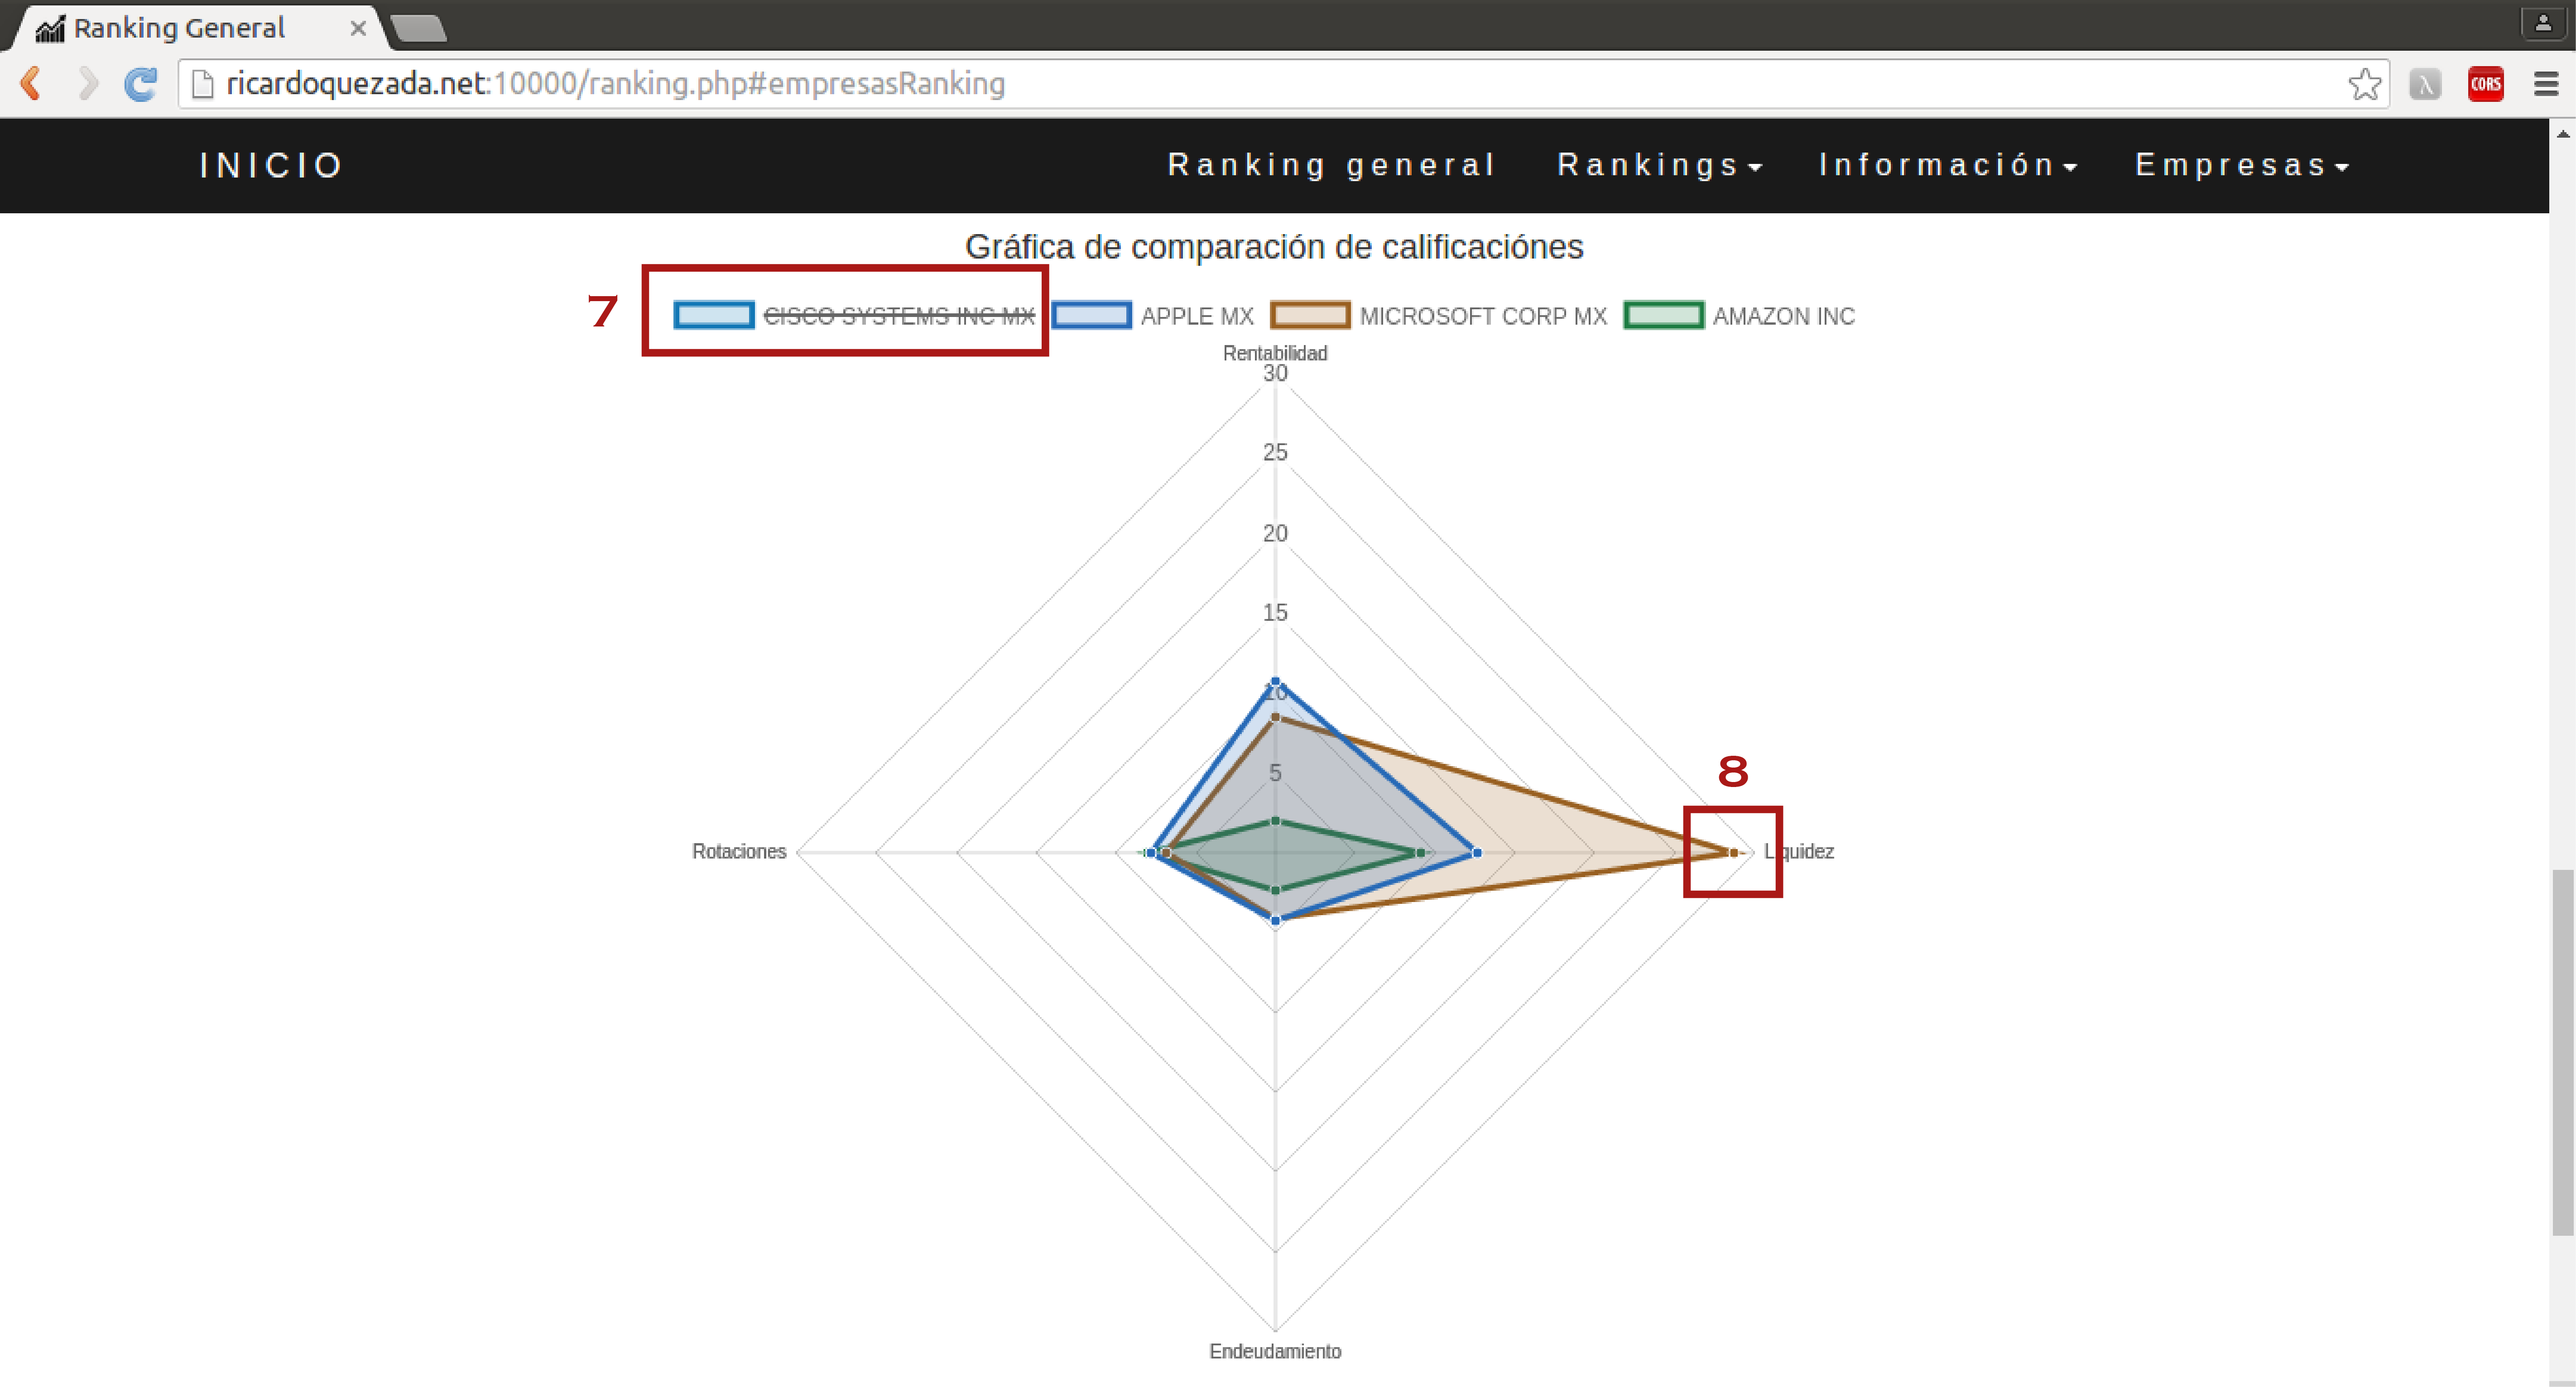 Ranking General
ricardoquezada.net:10000/ranking.php#empresasRanking
CORS
INICIO Ranking general Rankings Información Empresas
Gráfica de comparación de calificaciónes
7 CISCO SYSTEMS INC MX APPLE MX MICROSOFT CORP MX AMAZON INC
Rentabilidad
30
25
20
15
10
5
8
Rotaciones Liquidez
Endeudamiento